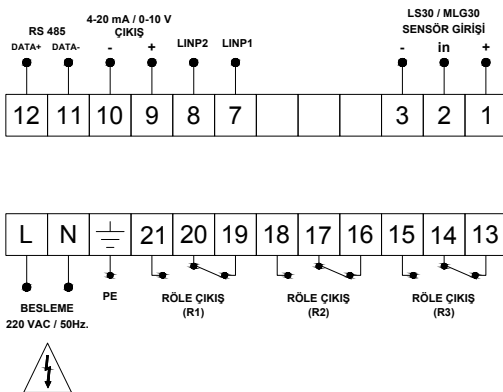 RS 485
DATA+ DATA-
4-20 mA / 0-10 V
ÇIKIŞ
- +
LINP2 LINP1
LS30 / MLG30
SENSÖR GİRİŞİ
- in +
12 11 10 9 8 7 3 2 1
L N 21 20 19 18 17 16 15 14 13
BESLEME
220 VAC / 50Hz.
PE
RÖLE ÇIKIŞ
(R1)
RÖLE ÇIKIŞ
(R2)
RÖLE ÇIKIŞ
(R3)